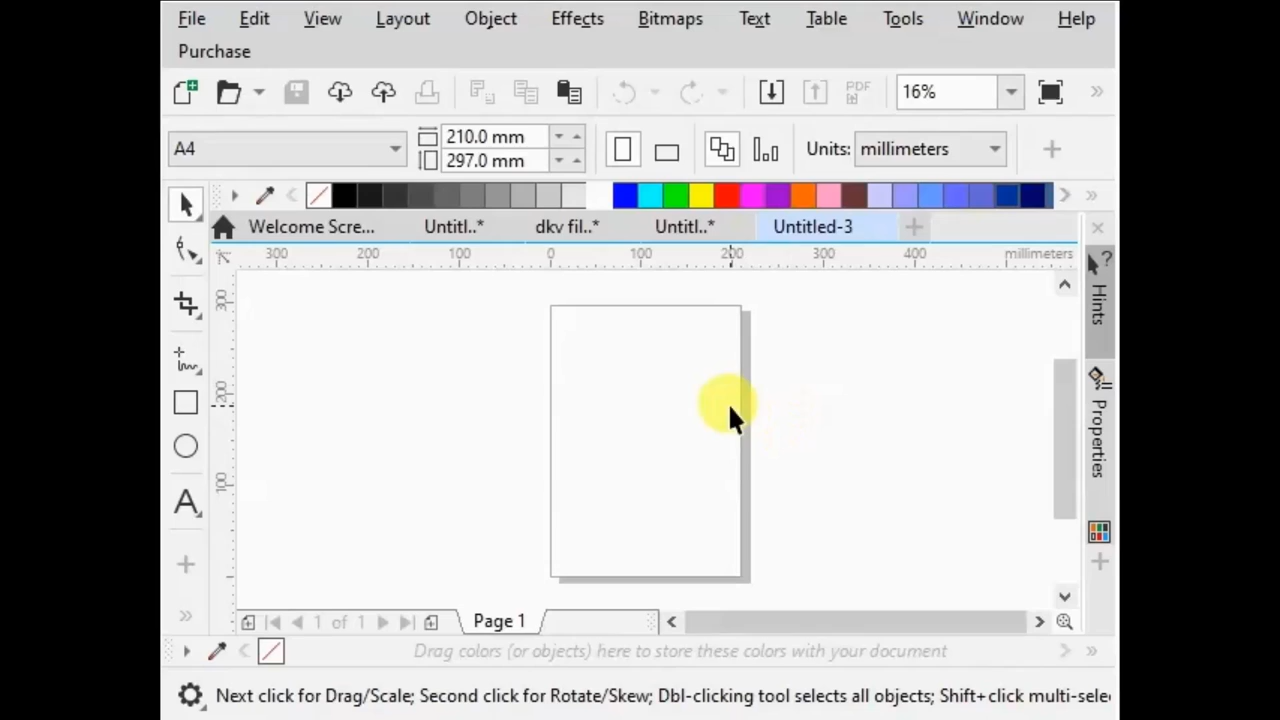 File Edit View Layout Object Effects Bitmaps Text Table Tools Window Help
Purchase
PDF 16%
A4 210.0 mm 297.0 mm Units: millimeters
Welcome Scre... Untitl..* dkv fil..* Untitl..* Untitled-3
300 200 100 0 100 200 300 400 millimeters
300
200
100
Hints
Properties
1 of 1 Page 1
Drag colors (or objects) here to store these colors with your document
Next click for Drag/Scale; Second click for Rotate/Skew; Dbl-clicking tool selects all objects; Shift+click multi-sele